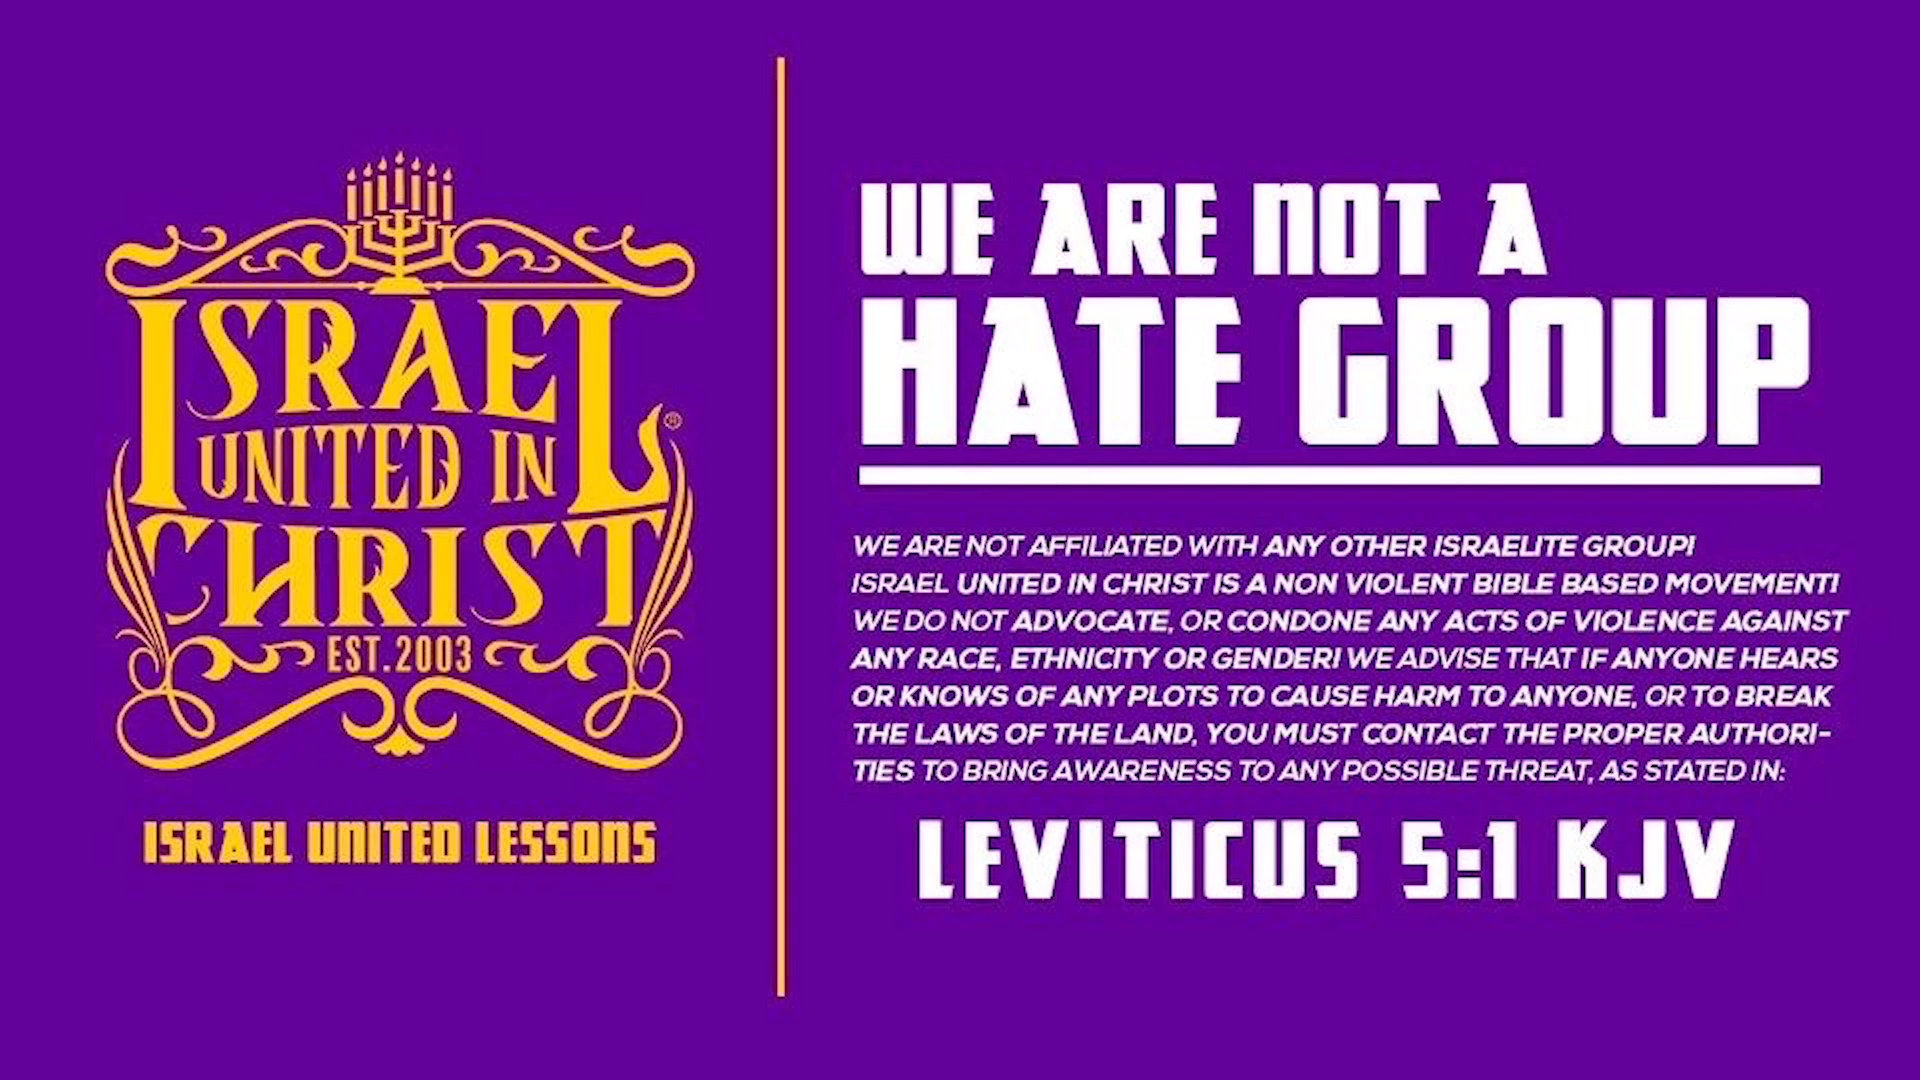 ISRAEL
UNITED IN
CHRIST
®
EST.2003
ISRAEL UNITED LESSONS
WE ARE NOT A
HATE GROUP
WE ARE NOT AFFILIATED WITH ANY OTHER ISRAELITE GROUP!
ISRAEL UNITED IN CHRIST IS A NON VIOLENT BIBLE BASED MOVEMENT!
WE DO NOT ADVOCATE, OR CONDONE ANY ACTS OF VIOLENCE AGAINST
ANY RACE, ETHNICITY OR GENDER! WE ADVISE THAT IF ANYONE HEARS
OR KNOWS OF ANY PLOTS TO CAUSE HARM TO ANYONE, OR TO BREAK
THE LAWS OF THE LAND, YOU MUST CONTACT THE PROPER AUTHORI-
TIES TO BRING AWARENESS TO ANY POSSIBLE THREAT, AS STATED IN:
LEVITICUS 5:1 KJV